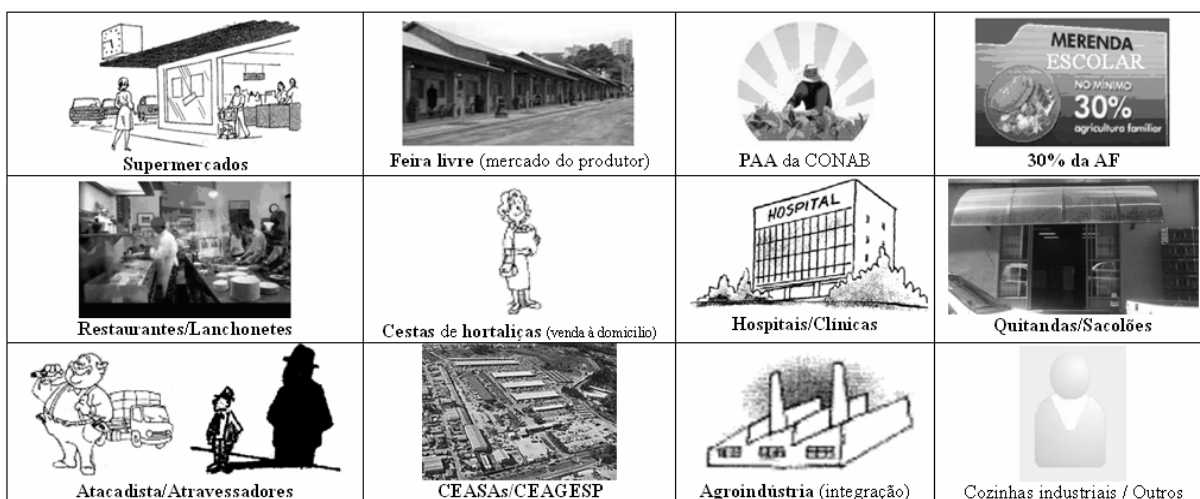 MERENDA
ESCOLAR
NO MÍNIMO
30%
agricultura familiar
Supermercados
Feira livre (mercado do produtor)
PAA da CONAB
30% da AF
HOSPITAL
Restaurantes/Lanchonetes
Cestas de hortaliças (venda à domicilio)
Hospitais/Clínicas
Quitandas/Sacolões
Atacadista/Atravessadores
CEASAs/CEAGESP
Agroindústria (integração)
Cozinhas industriais / Outros